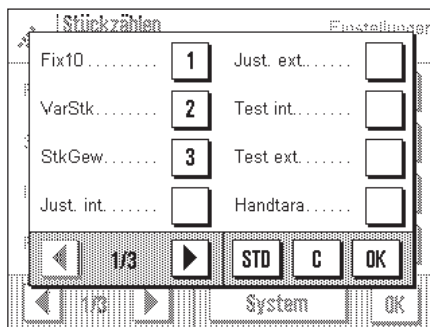 Stückzählen
Einstellungen
Fix10........ 1 Just. ext....
VarStk....... 2 Test int.....
StkGew....... 3 Test ext.....
Just. int....... Handtara......
1/3 STD C OK
1/3 System OK